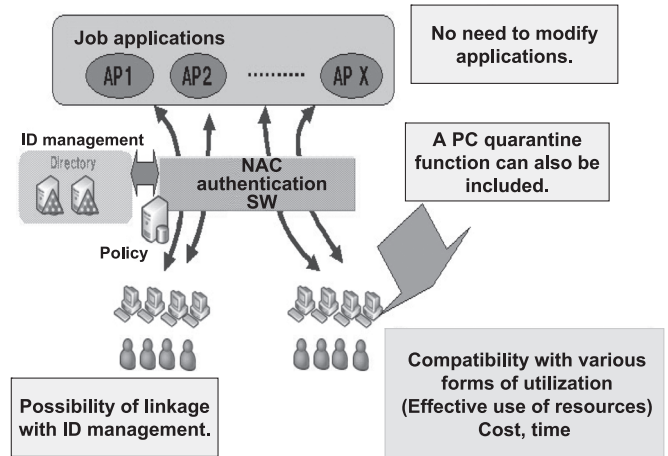 Job applications
AP1 AP2 .......... AP X
No need to modify
applications.
ID management
Directory
NAC
authentication
SW
Policy
A PC quarantine
function can also be
included.
Possibility of linkage
with ID management.
Compatibility with various
forms of utilization
(Effective use of resources)
Cost, time